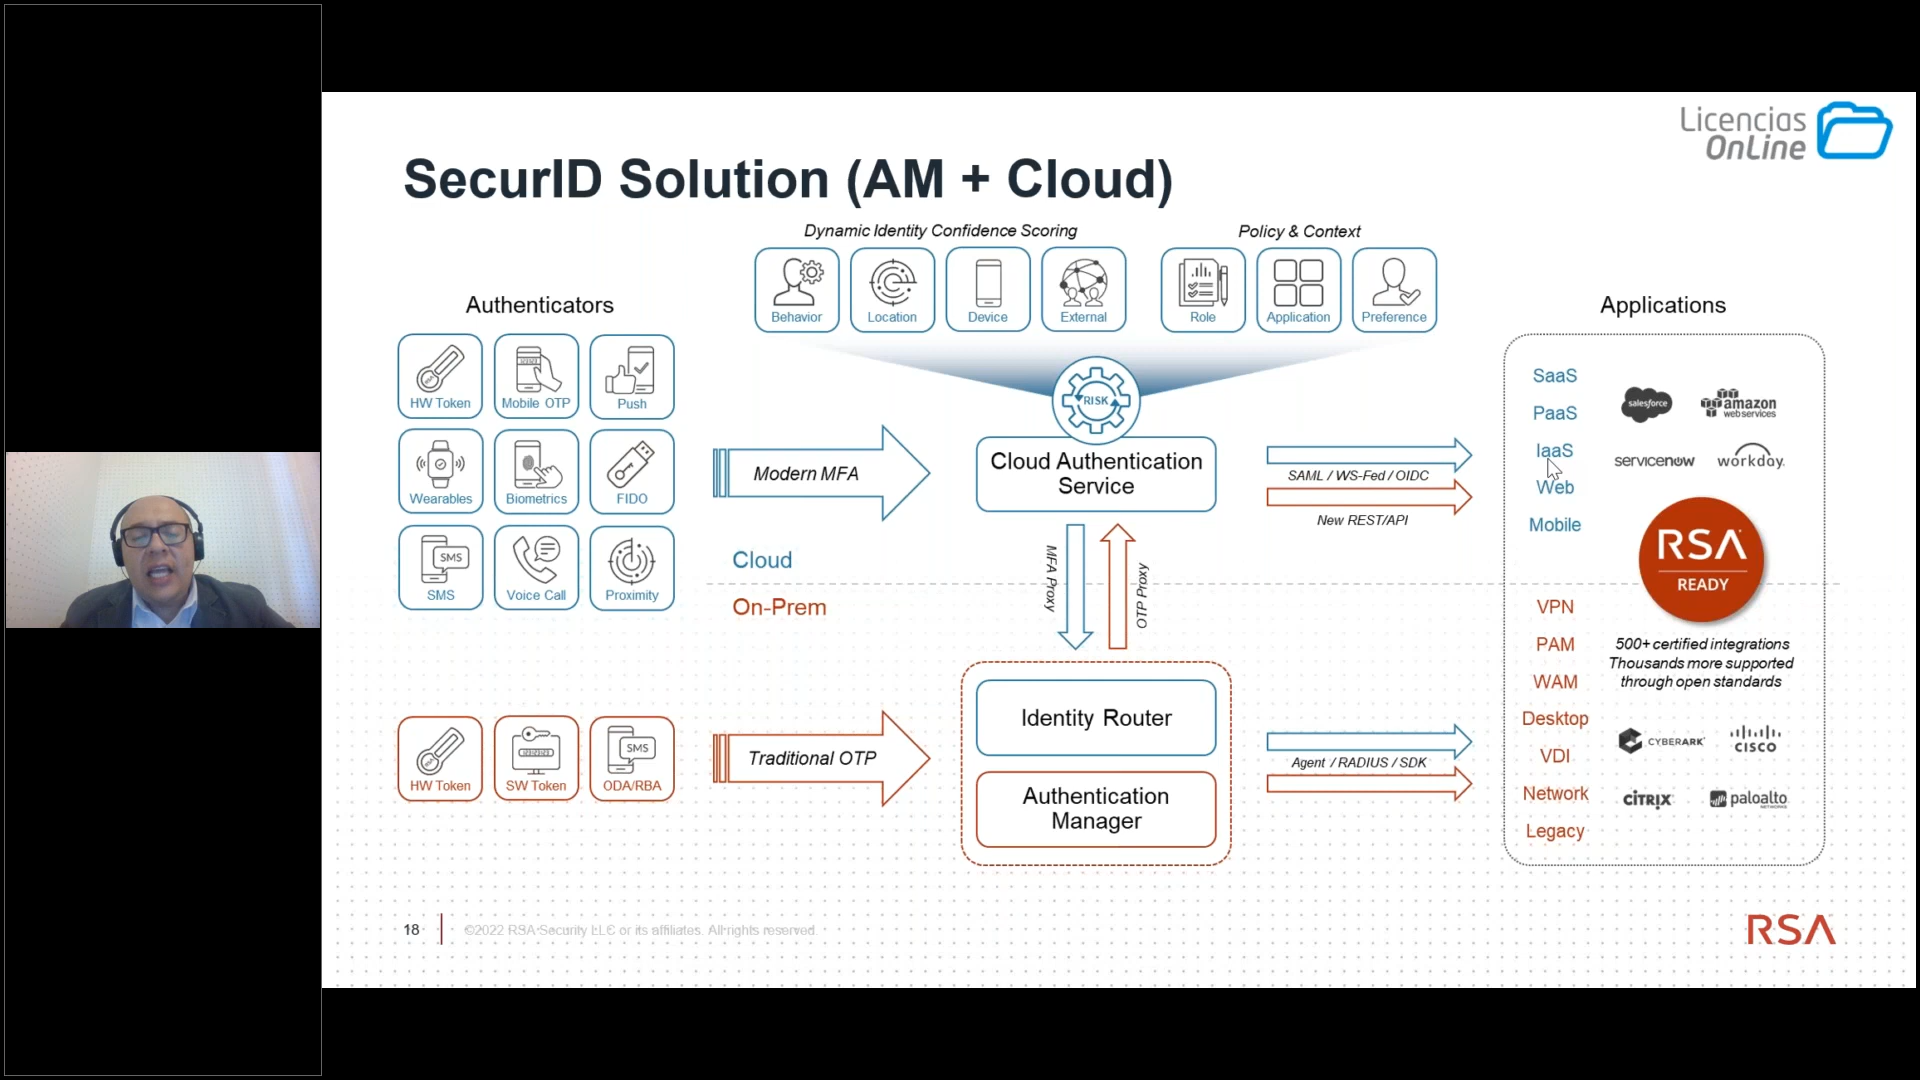 Licencias
OnLine
SecurID Solution (AM + Cloud)
Dynamic Identity Confidence Scoring
Policy & Context
Behavior
Location
Device
External
Role
Application
Preference
Authenticators
Applications
HW Token
Mobile OTP
Push
Wearables
Biometrics
FIDO
SMS
SMS
Voice Call
Proximity
Modern MFA
RISK
Cloud Authentication
Service
SAML / WS-Fed / OIDC
New REST/API
Cloud
On-Prem
MFA Proxy
OTP Proxy
SaaS
PaaS
IaaS
Web
Mobile
salesforce
amazon
webservices
servicenow
workday.
RSA
READY
VPN
PAM
WAM
Desktop
VDI
Network
Legacy
500+ certified integrations
Thousands more supported
through open standards
CYBERARK
CISCO
CITRIX
paloalto
NETWORKS
HW Token
SW Token
SMS
ODA/RBA
Traditional OTP
Identity Router
Authentication
Manager
Agent / RADIUS / SDK
18
©2022 RSA Security LLC or its affiliates. All rights reserved.
RSA